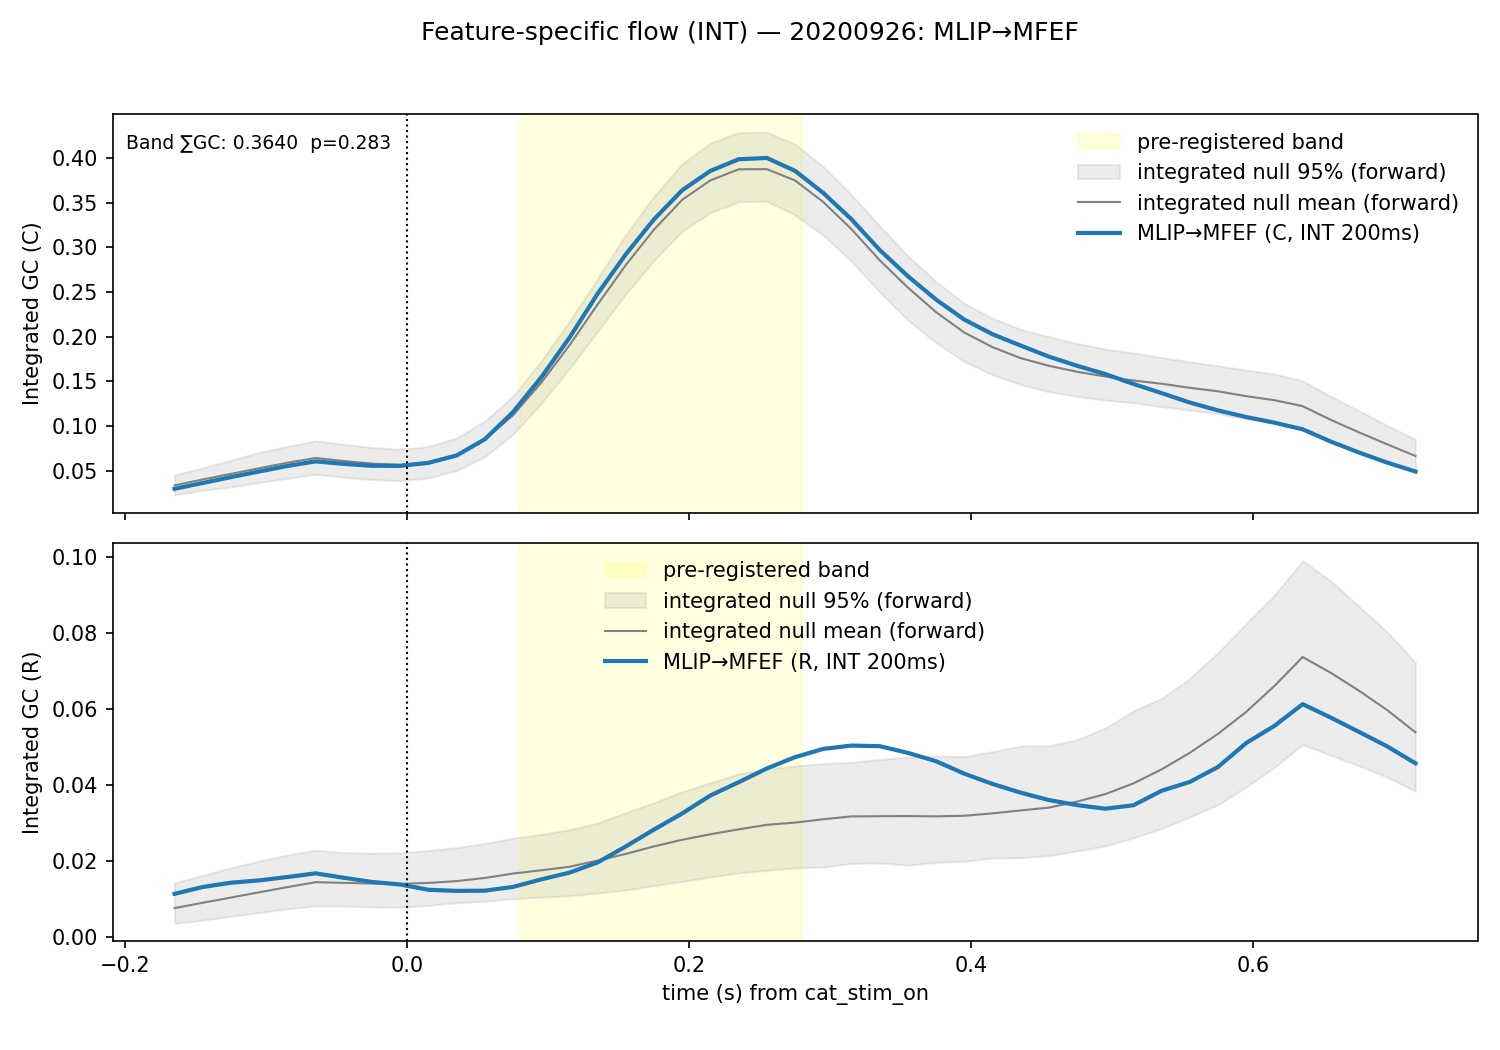 Feature-specific flow (INT) — 20200926: MLIP→MFEF
Band ∑GC: 0.3640  p=0.283
pre-registered band
integrated null 95% (forward)
integrated null mean (forward)
MLIP→MFEF (C, INT 200ms)
Integrated GC (C)
0.40
0.35
0.30
0.25
0.20
0.15
0.10
0.05
pre-registered band
integrated null 95% (forward)
integrated null mean (forward)
MLIP→MFEF (R, INT 200ms)
Integrated GC (R)
0.10
0.08
0.06
0.04
0.02
0.00
−0.2 0.0 0.2 0.4 0.6
time (s) from cat_stim_on